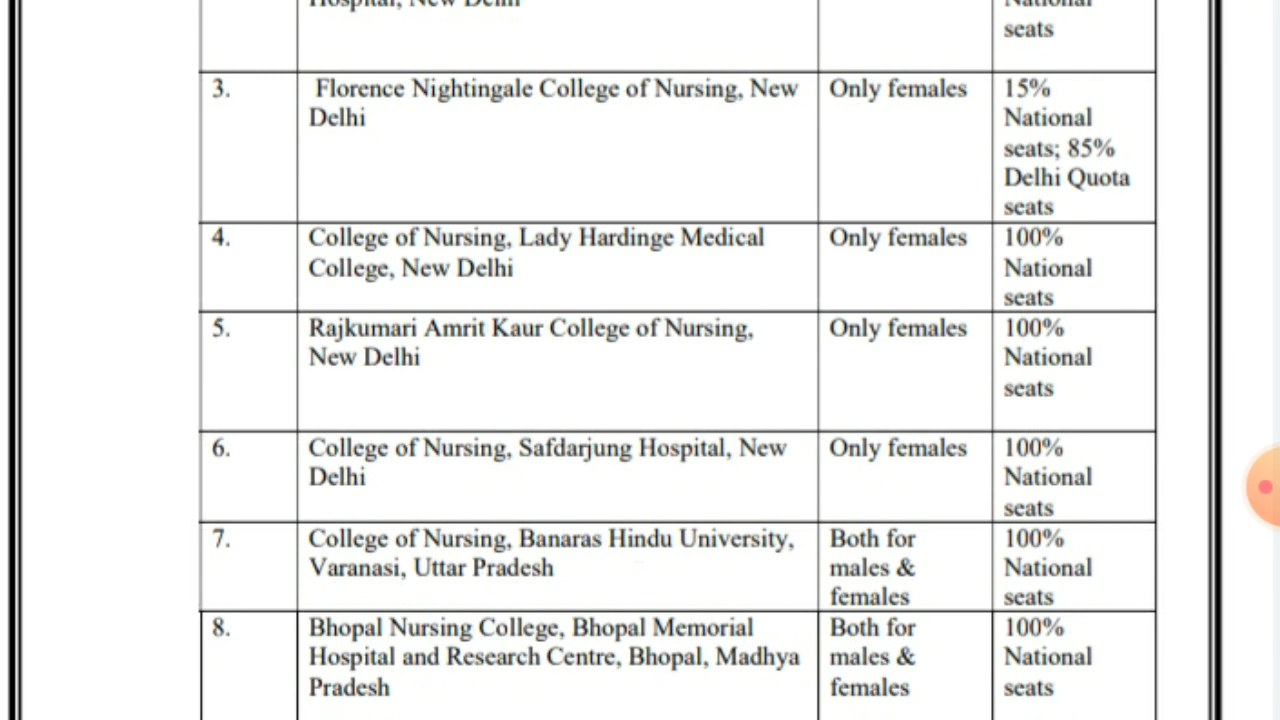 Hospital, New Delhi
National
seats
3.
Florence Nightingale College of Nursing, New
Delhi
Only females
15%
National
seats; 85%
Delhi Quota
seats
4.
College of Nursing, Lady Hardinge Medical
College, New Delhi
Only females
100%
National
seats
5.
Rajkumari Amrit Kaur College of Nursing,
New Delhi
Only females
100%
National
seats
6.
College of Nursing, Safdarjung Hospital, New
Delhi
Only females
100%
National
seats
7.
College of Nursing, Banaras Hindu University,
Varanasi, Uttar Pradesh
Both for
males &
females
100%
National
seats
8.
Bhopal Nursing College, Bhopal Memorial
Hospital and Research Centre, Bhopal, Madhya
Pradesh
Both for
males &
females
100%
National
seats